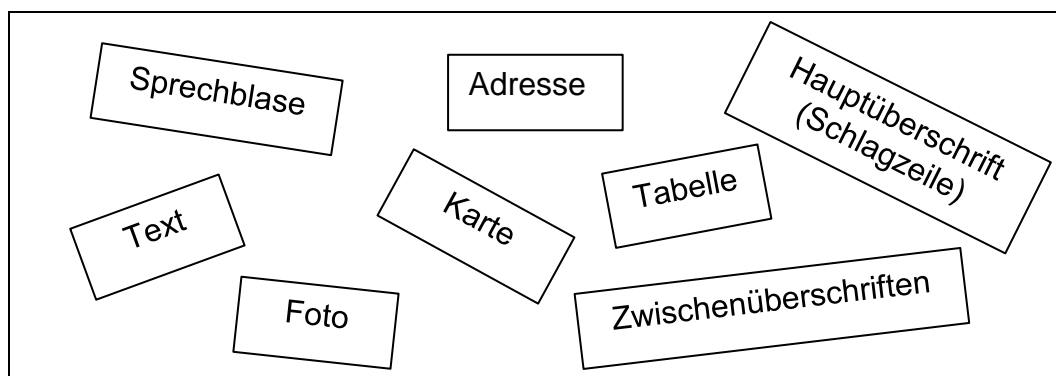 Sprechblase
Adresse
Hauptüberschrift
(Schlagzeile)
Text
Karte
Tabelle
Foto
Zwischenüberschriften